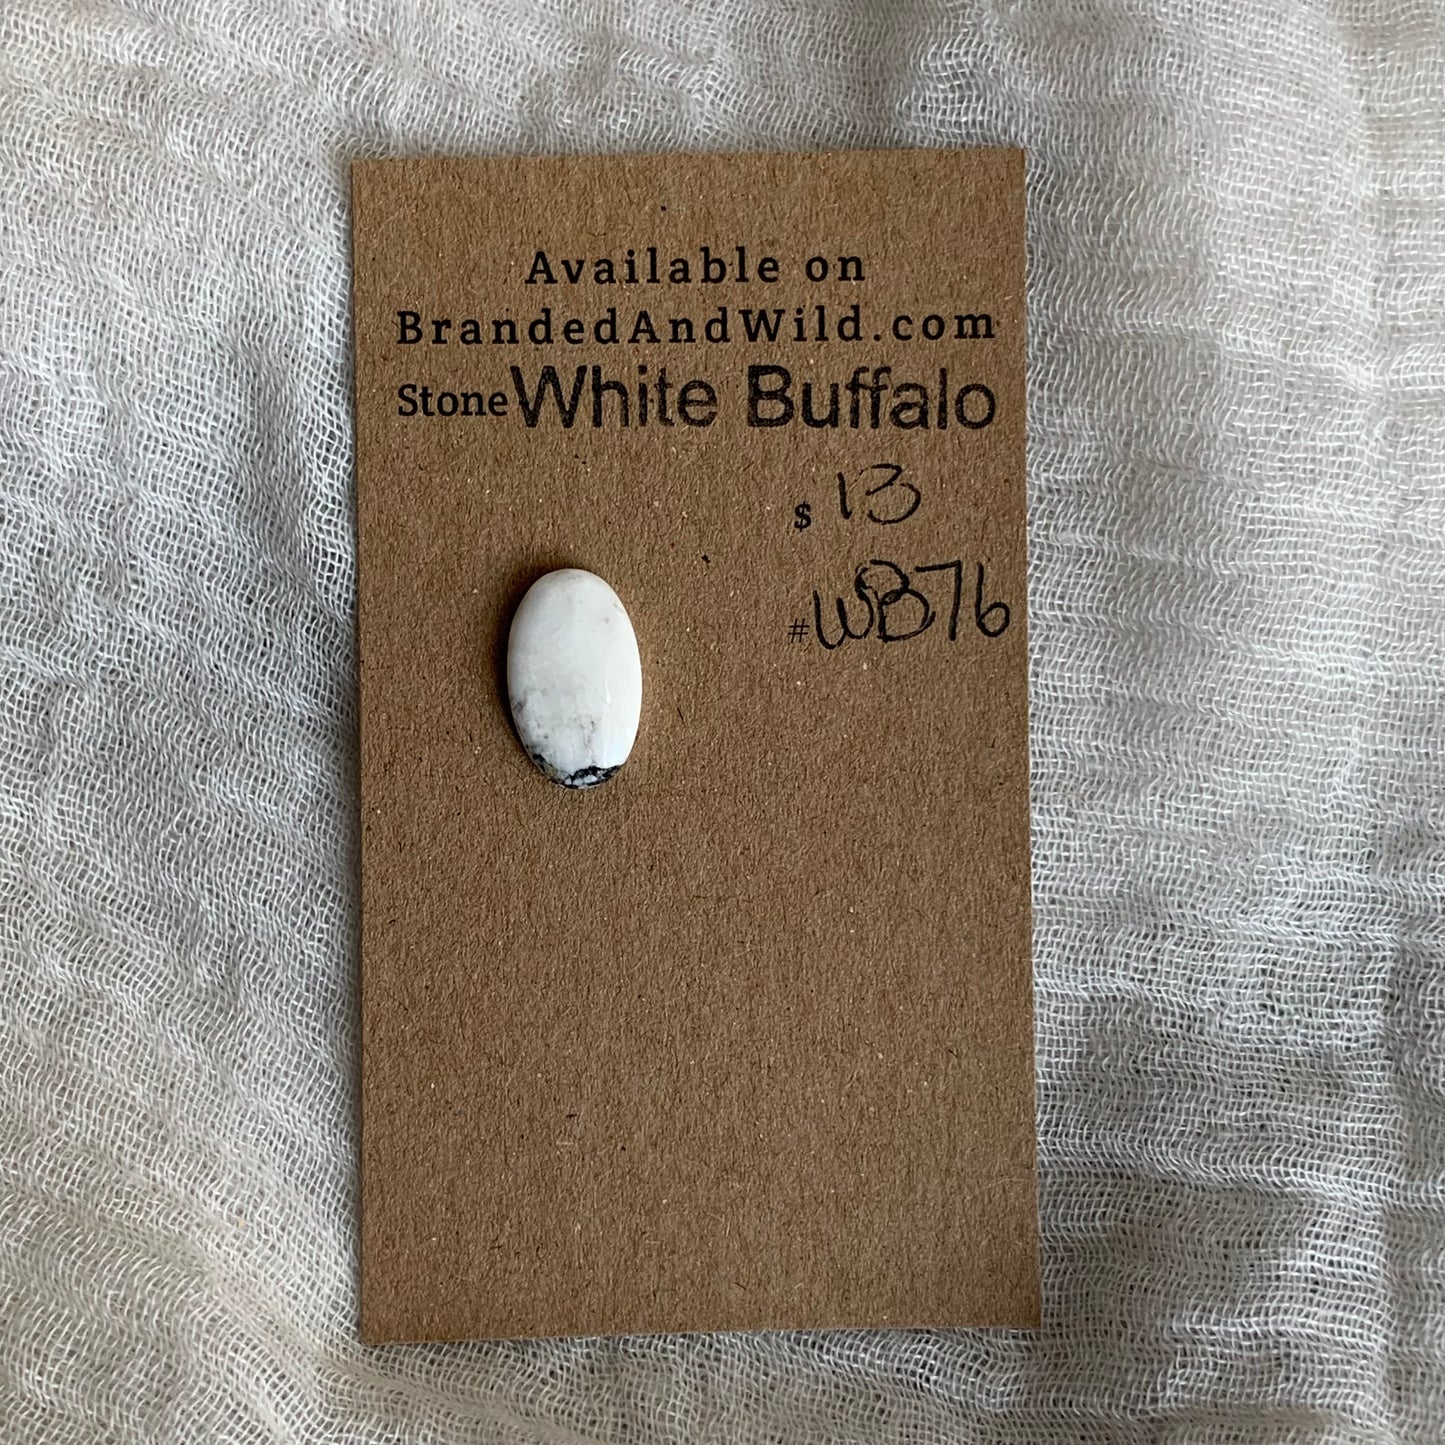 Available on
BrandedAndWild.com
Stone White Buffalo
$ 13
#WB76